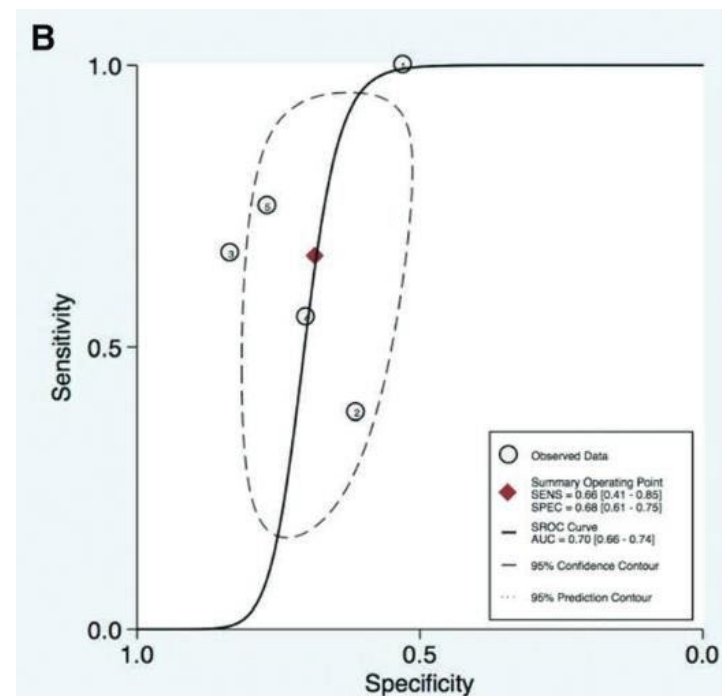 B
1.0
1
5
3
Sensitivity
4
0.5
2
Observed Data
Summary Operating Point
SENS = 0.66 [0.41 - 0.85]
SPEC = 0.68 [0.61 - 0.75]
SROC Curve
AUC = 0.70 [0.66 - 0.74]
95% Confidence Contour
95% Prediction Contour
0.0
1.0
0.5
0.0
Specificity